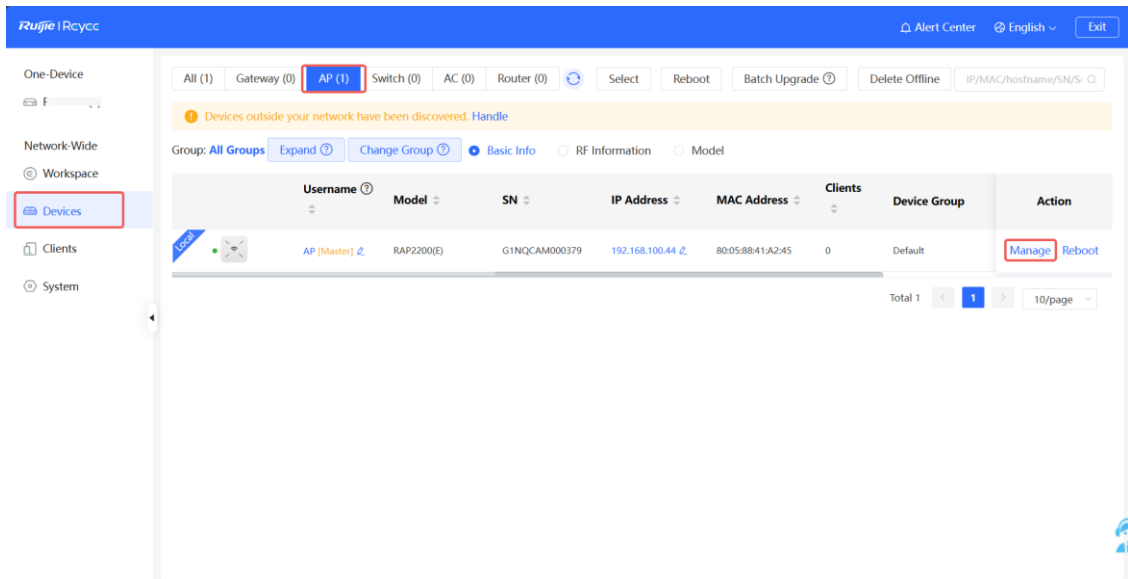 Ruijie | Rcycc
Alert Center English Exit
One-Device
Network-Wide
Workspace
Devices
Clients
System
All (1) Gateway (0) AP (1) Switch (0) AC (0) Router (0) Select Reboot Batch Upgrade Delete Offline IP/MAC/hostname/SN/S
Devices outside your network have been discovered. Handle
Group: All Groups Expand Change Group Basic Info RF Information Model
Username Model SN IP Address MAC Address Clients Device Group Action
Local AP [Master] RAP2200(E) G1NQCAM000379 192.168.100.44 80:05:88:41:A2:45 0 Default Manage Reboot
Total 1 1 10/page